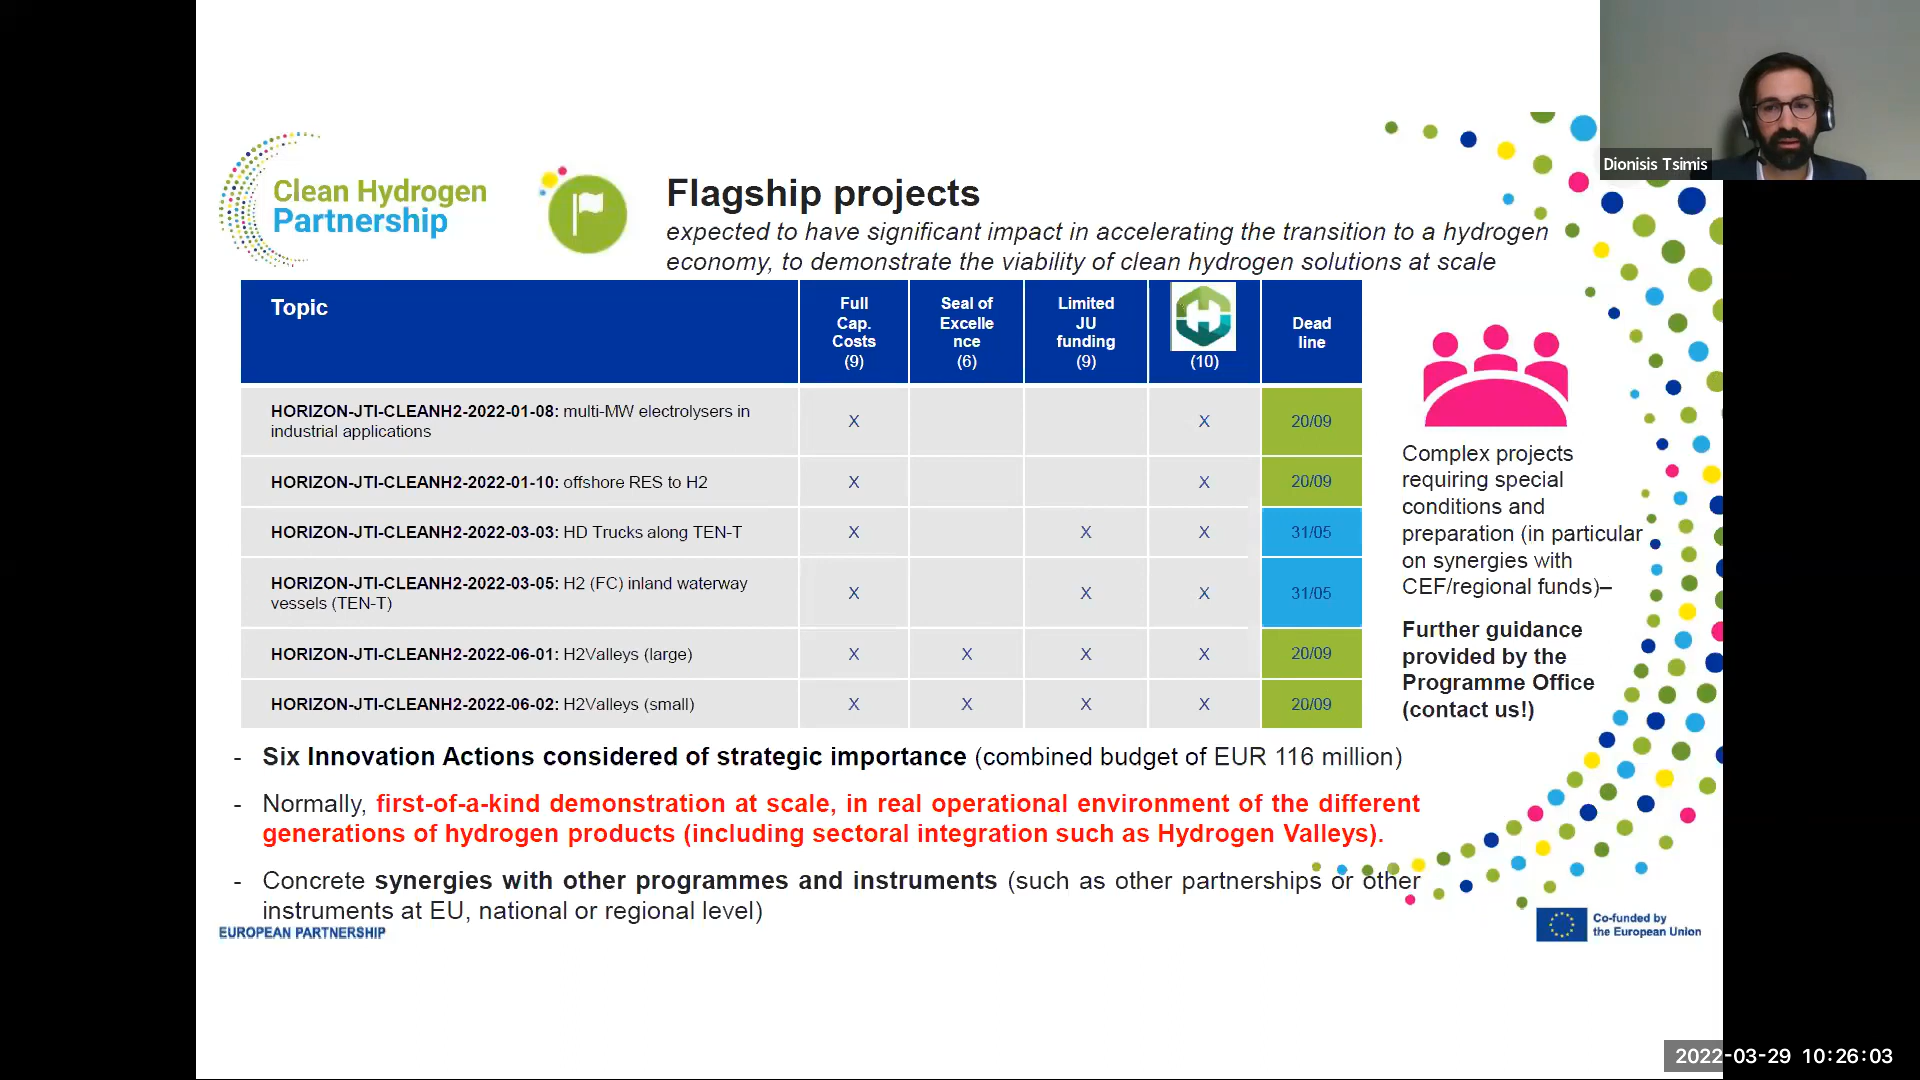 Dionisis Tsimis
Clean Hydrogen
Partnership
Flagship projects
expected to have significant impact in accelerating the transition to a hydrogen
economy, to demonstrate the viability of clean hydrogen solutions at scale
Topic
Full
Cap.
Costs
(9)
Seal of
Excelle
nce
(6)
Limited
JU
funding
(9)
(10)
Dead
line
HORIZON-JTI-CLEANH2-2022-01-08: multi-MW electrolysers in
industrial applications
X
X
20/09
HORIZON-JTI-CLEANH2-2022-01-10: offshore RES to H2
X
X
20/09
HORIZON-JTI-CLEANH2-2022-03-03: HD Trucks along TEN-T
X
X
X
31/05
HORIZON-JTI-CLEANH2-2022-03-05: H2 (FC) inland waterway
vessels (TEN-T)
X
X
X
31/05
HORIZON-JTI-CLEANH2-2022-06-01: H2Valleys (large)
X
X
X
X
20/09
HORIZON-JTI-CLEANH2-2022-06-02: H2Valleys (small)
X
X
X
X
20/09
Complex projects
requiring special
conditions and
preparation (in particular
on synergies with
CEF/regional funds)–
Further guidance
provided by the
Programme Office
(contact us!)
- Six Innovation Actions considered of strategic importance (combined budget of EUR 116 million)
- Normally, first-of-a-kind demonstration at scale, in real operational environment of the different
generations of hydrogen products (including sectoral integration such as Hydrogen Valleys).
- Concrete synergies with other programmes and instruments (such as other partnerships or other
instruments at EU, national or regional level)
EUROPEAN PARTNERSHIP
Co-funded by
the European Union
2022-03-29 10:26:03